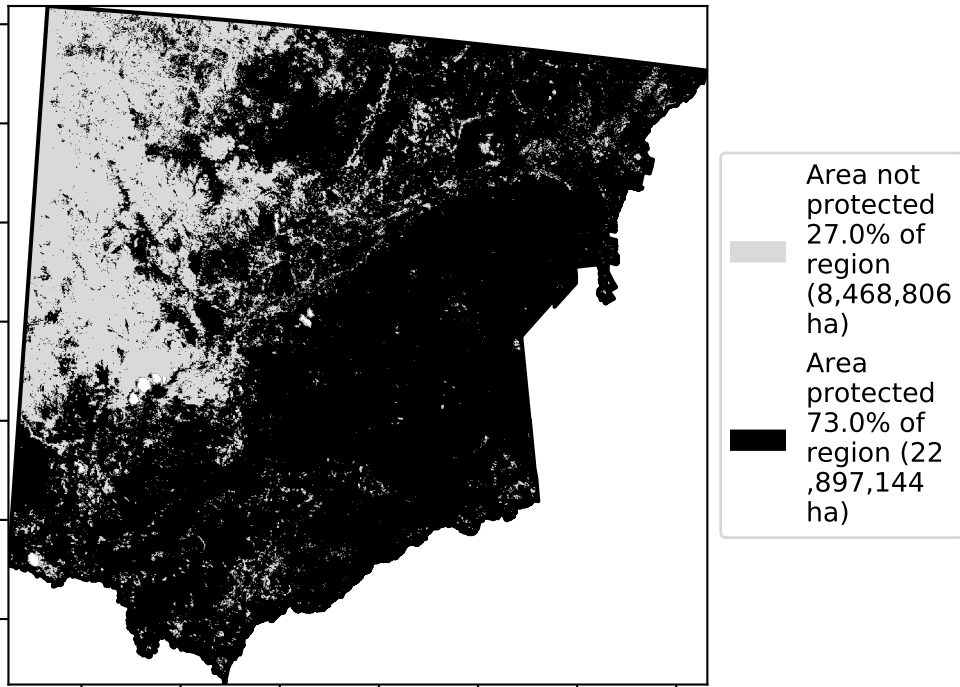 Area not
protected
27.0% of
region
(8,468,806
ha)
Area
protected
73.0% of
region (22
,897,144
ha)